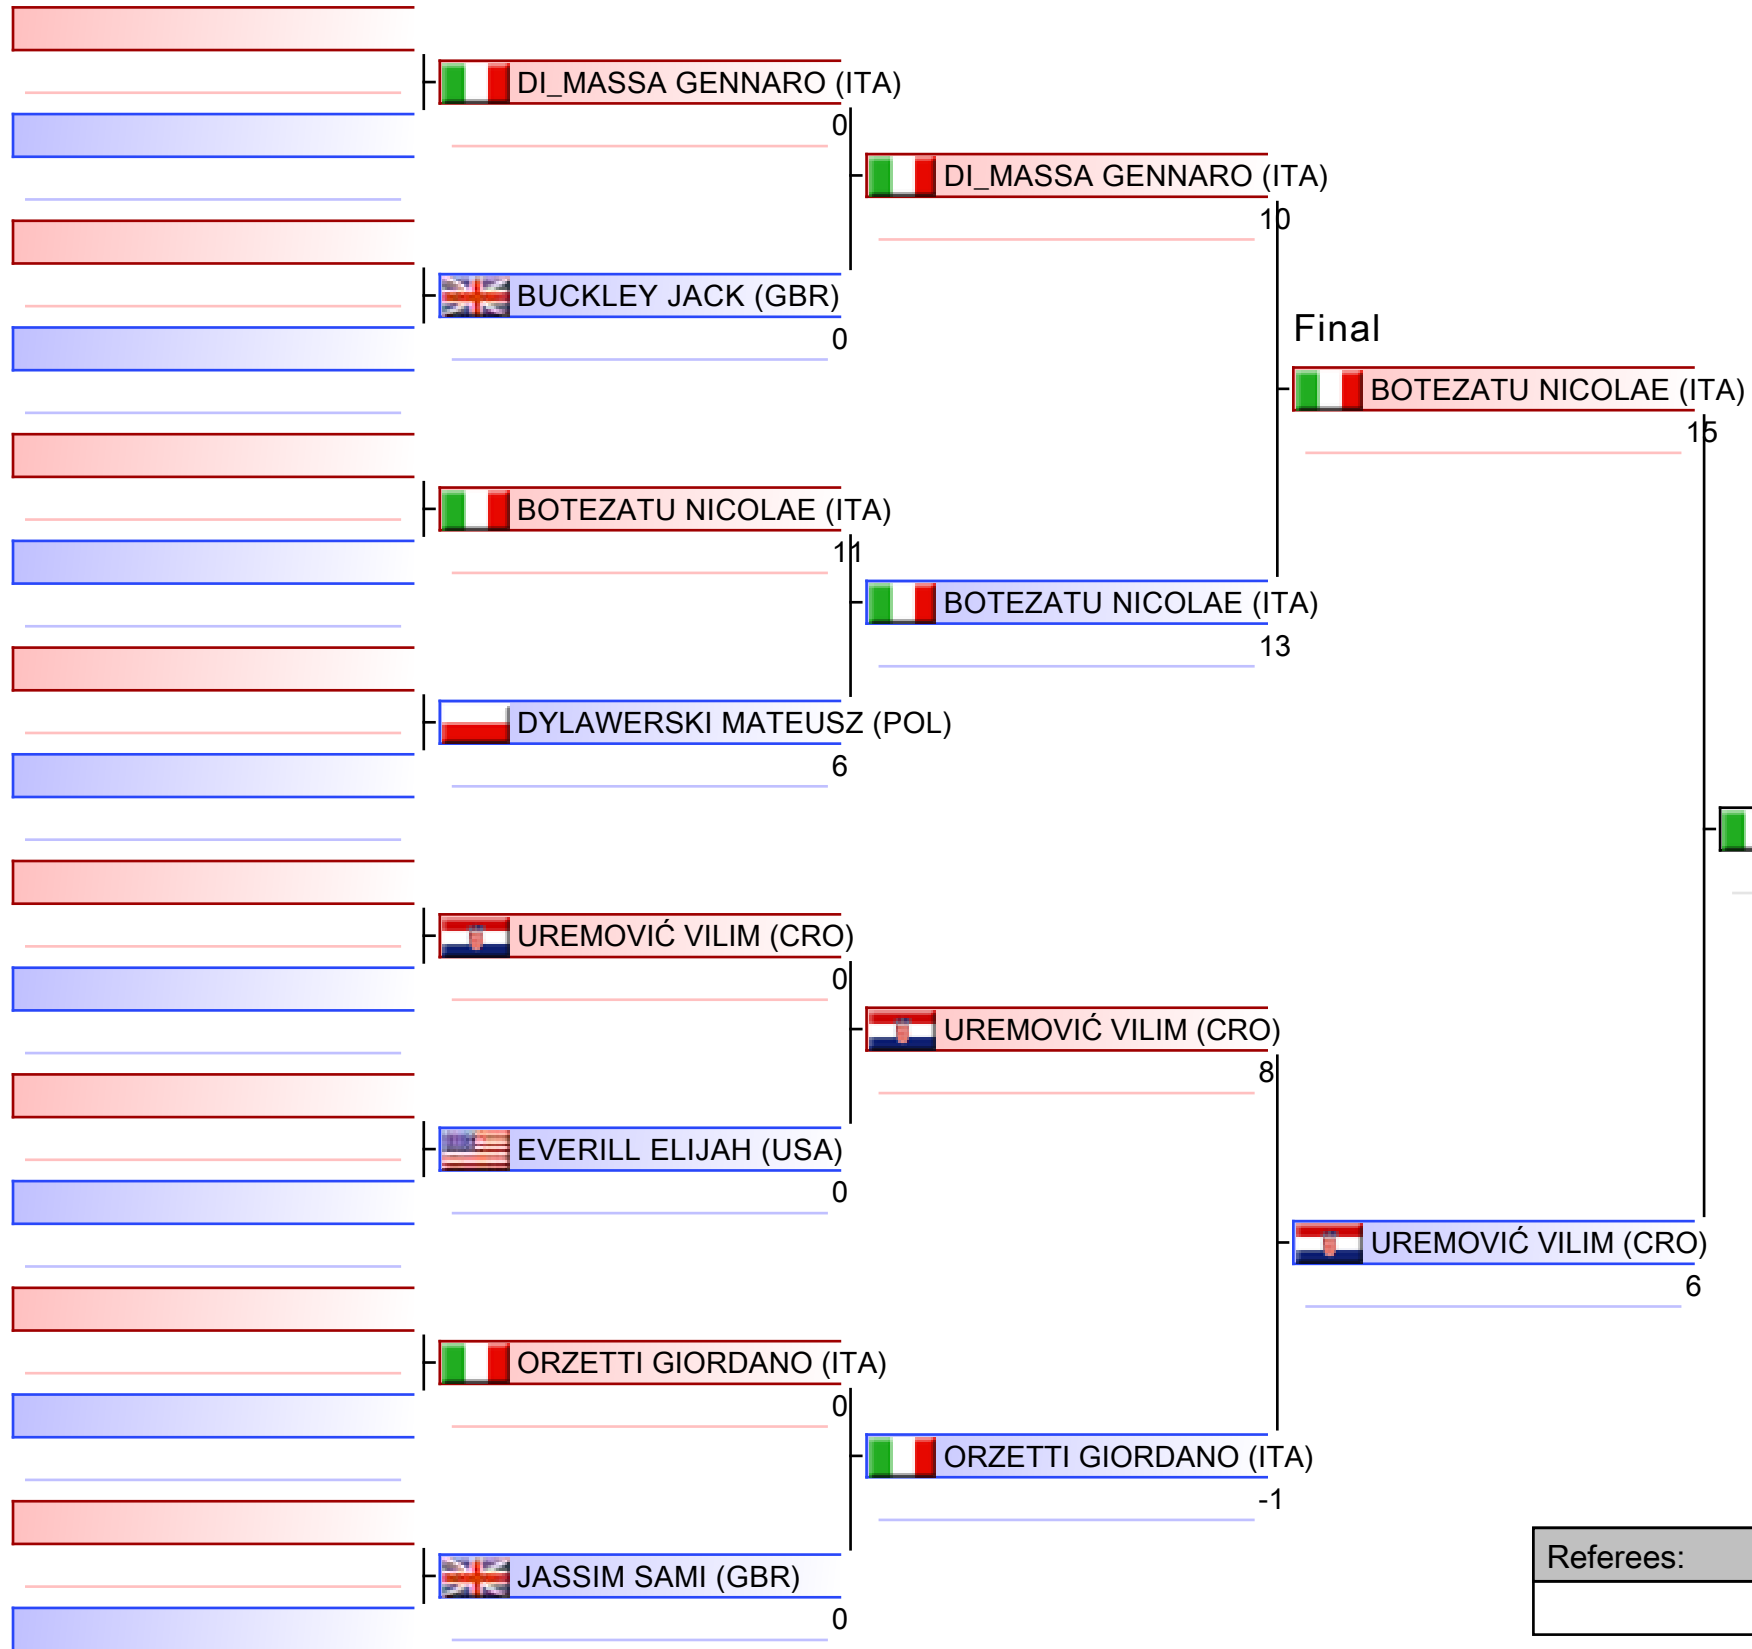 DI_MASSA GENNARO (ITA)
0
BUCKLEY JACK (GBR)
0
BOTEZATU NICOLAE (ITA)
11
DYLAWERSKI MATEUSZ (POL)
6
UREMOVIĆ VILIM (CRO)
0
EVERILL ELIJAH (USA)
0
ORZETTI GIORDANO (ITA)
0
JASSIM SAMI (GBR)
0
DI_MASSA GENNARO (ITA)
10
BOTEZATU NICOLAE (ITA)
13
UREMOVIĆ VILIM (CRO)
8
ORZETTI GIORDANO (ITA)
-1
Final
BOTEZATU NICOLAE (ITA)
15
UREMOVIĆ VILIM (CRO)
6
Referees: